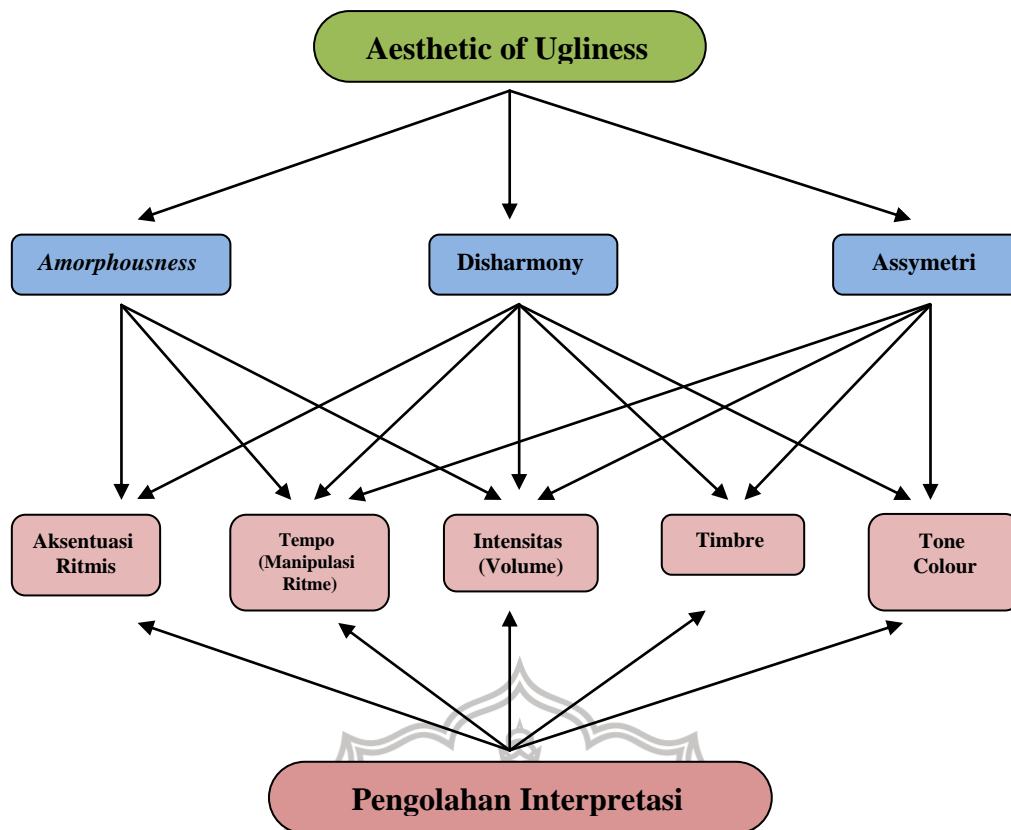 Aesthetic of Ugliness
Amorphousness
Disharmony
Assymetri
Aksentuasi
Ritmis
Tempo
(Manipulasi
Ritme)
Intensitas
(Volume)
Timbre
Tone
Colour
Pengolahan Interpretasi